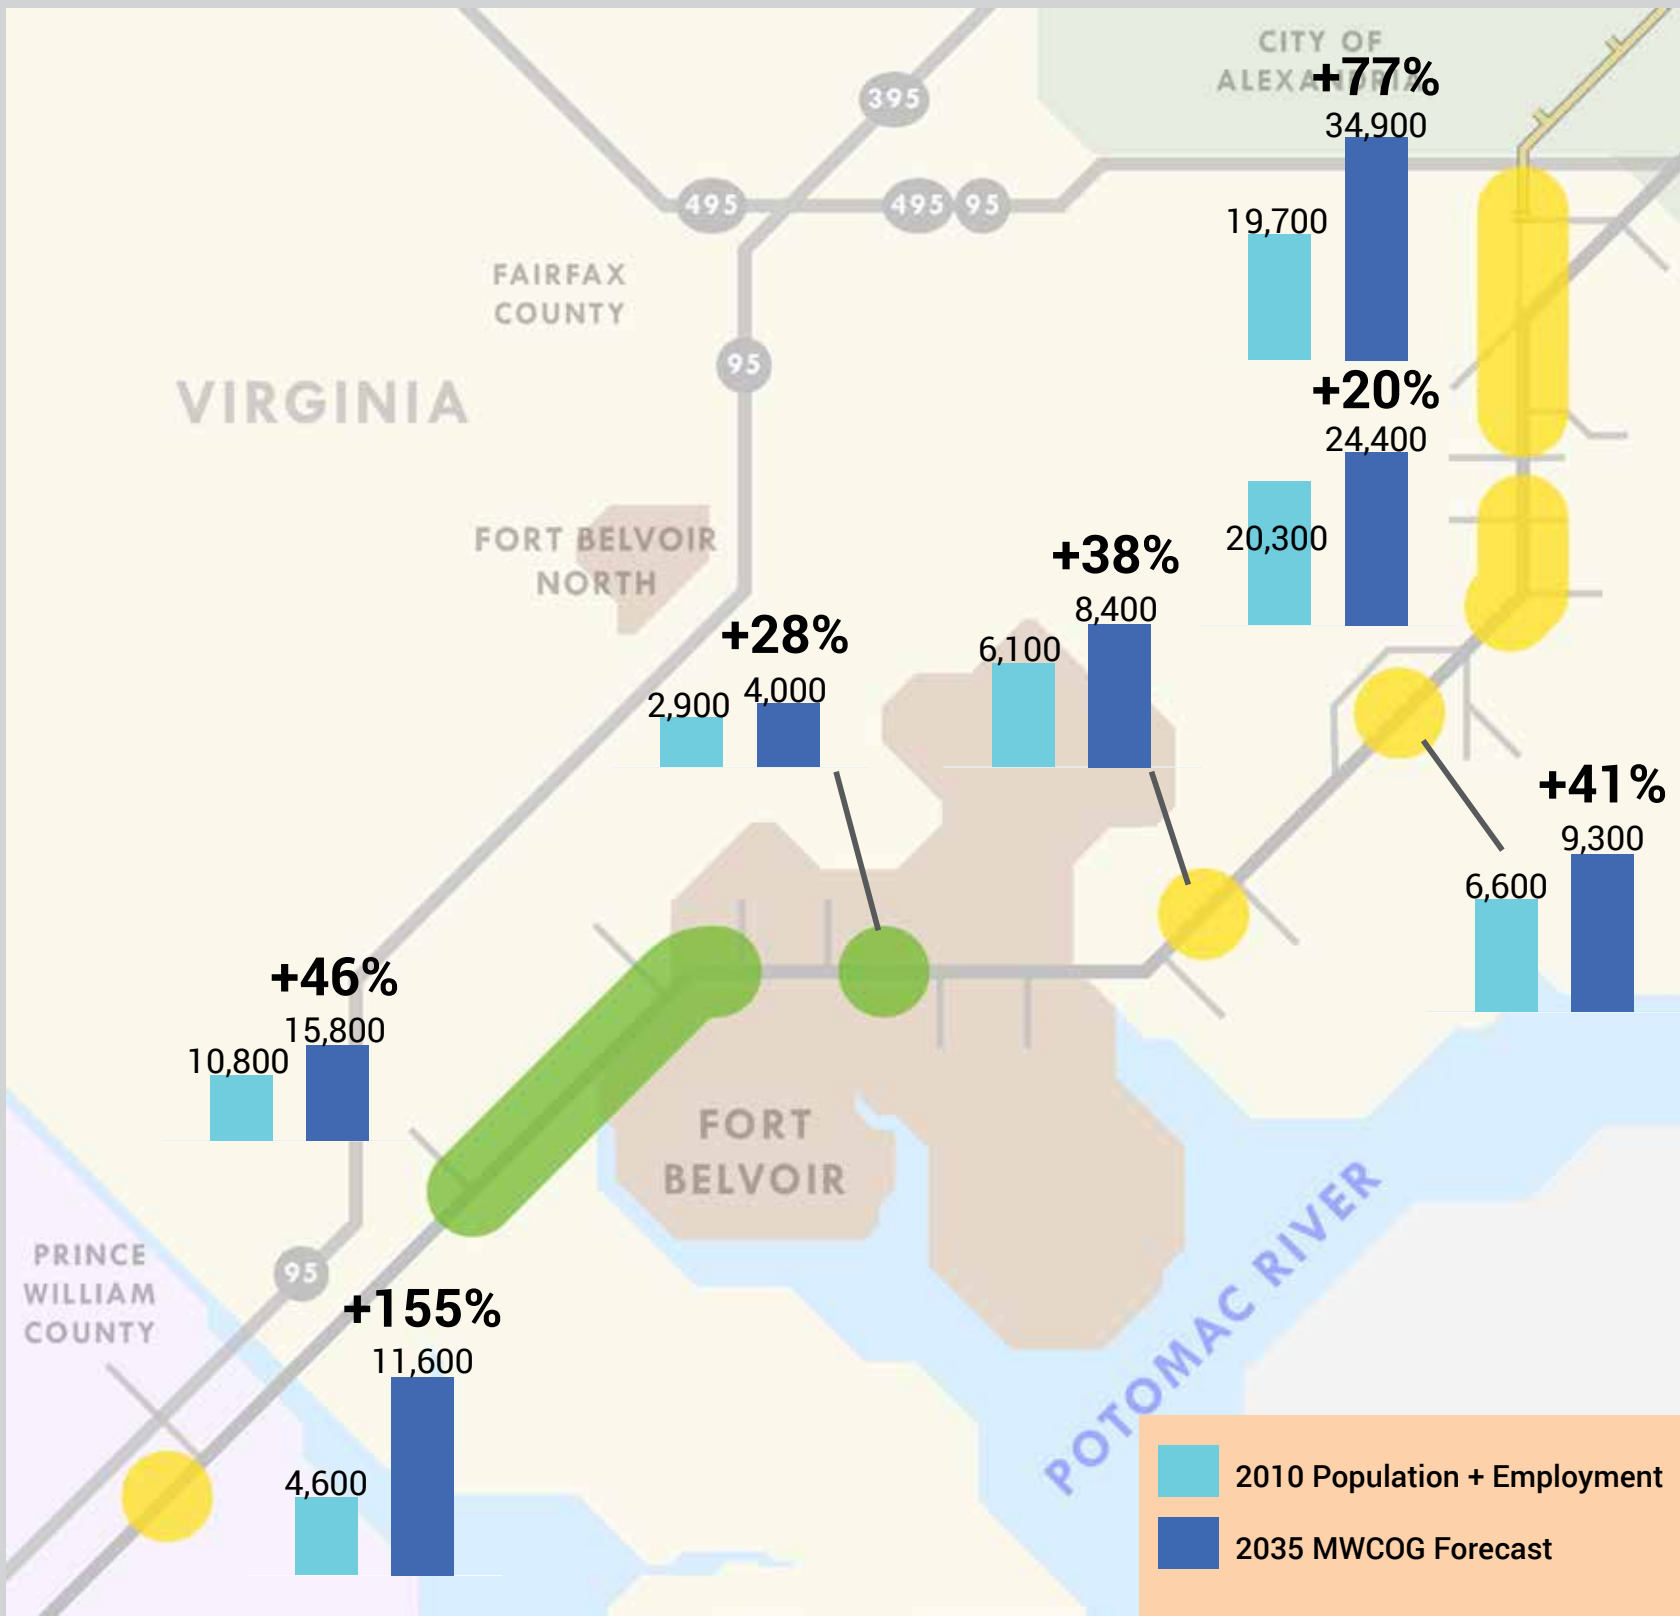 CITY OF
ALEXANDRIA
+77%
34,900
19,700
395
495
495
95
FAIRFAX
COUNTY
95
VIRGINIA
+20%
24,400
20,300
FORT BELVOIR
NORTH
+38%
8,400
6,100
+28%
4,000
2,900
+41%
9,300
6,600
+46%
15,800
10,800
FORT
BELVOIR
POTOMAC RIVER
PRINCE
WILLIAM
COUNTY
95
+155%
11,600
4,600
2010 Population + Employment
2035 MWCOG Forecast